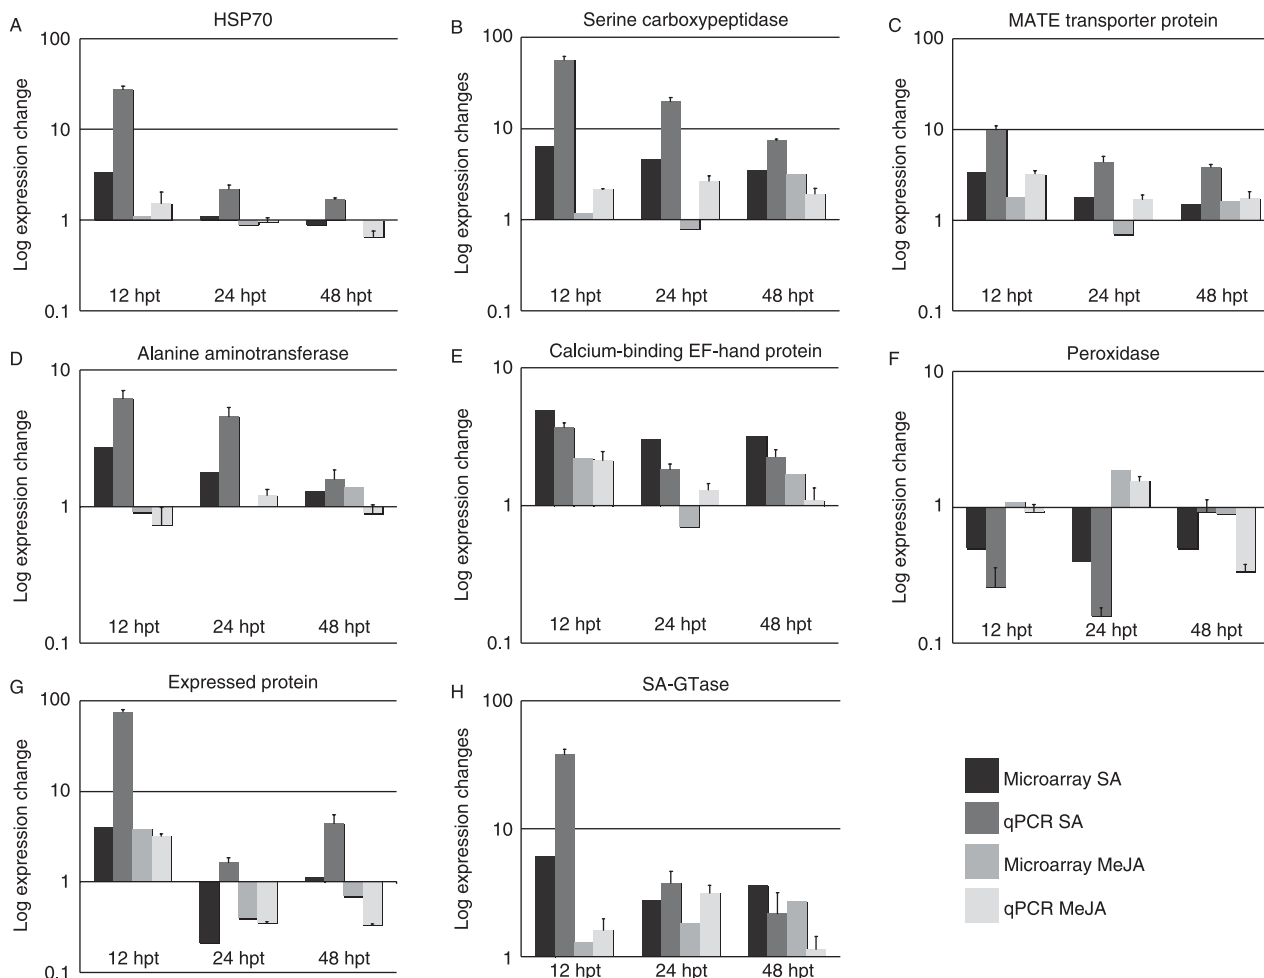 A
HSP70
100
10
1
0.1
Log expression changes
12 hpt 24 hpt 48 hpt
B
Serine carboxypeptidase
100
10
1
0.1
Log expression changes
12 hpt 24 hpt 48 hpt
C
MATE transporter protein
100
10
1
0.1
Log expression change
12 hpt 24 hpt 48 hpt
D
Alanine aminotransferase
10
1
0.1
Log expression change
12 hpt 24 hpt 48 hpt
E
Calcium-binding EF-hand protein
10
1
0.1
Log expression change
12 hpt 24 hpt 48 hpt
F
Peroxidase
10
1
0.1
Log expression change
12 hpt 24 hpt 48 hpt
G
Expressed protein
100
10
1
0.1
Log expression change
12 hpt 24 hpt 48 hpt
H
SA-GTase
100
10
1
Log expression changes
12 hpt 24 hpt 48 hpt
Microarray SA
qPCR SA
Microarray MeJA
qPCR MeJA